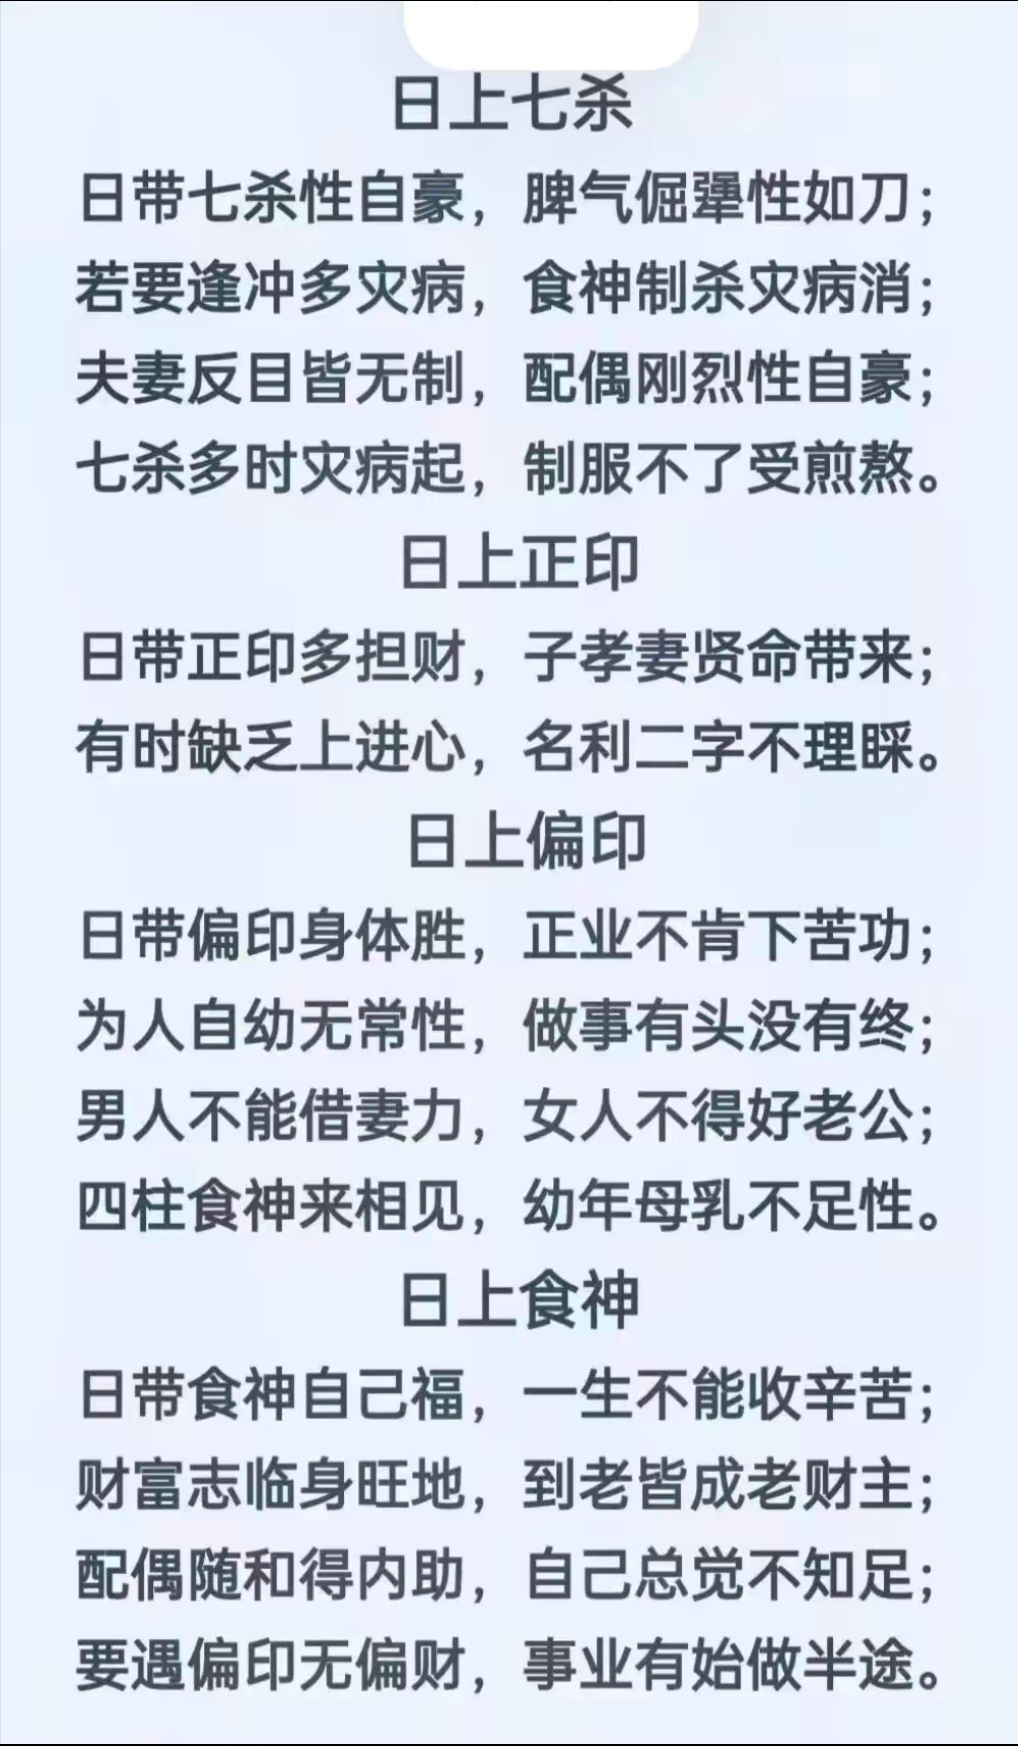 日上七杀
日带七杀性自豪，脾气倔犟性如刀；
若要逢冲多灾病，食神制杀灾病消；
夫妻反目皆无制，配偶刚烈性自豪；
七杀多时灾病起，制服不了受煎熬。
日上正印
日带正印多担财，子孝妻贤命带来；
有时缺乏上进心，名利二字不理睬。
日上偏印
日带偏印身体胜，正业不肯下苦功；
为人自幼无常性，做事有头没有终；
男人不能借妻力，女人不得好老公；
四柱食神来相见，幼年母乳不足性。
日上食神
日带食神自己福，一生不能收辛苦；
财富志临身旺地，到老皆成老财主；
配偶随和得内助，自己总觉不知足；
要遇偏印无偏财，事业有始做半途。